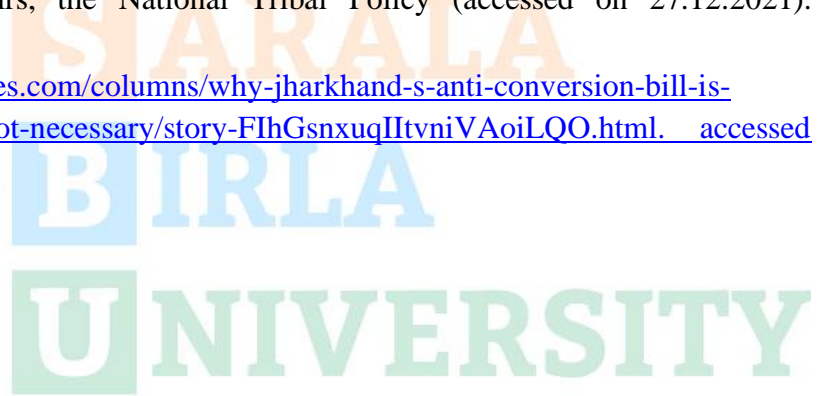 irs, the National Tribal Policy (accessed on 27.12.2021).
SARALA
es.com/columns/why-jharkhand-s-anti-conversion-bill-is-
ot-necessary/story-FIhGsnxuqIItvniVAoiLQO.html. accessed
BIRLA
UNIVERSITY